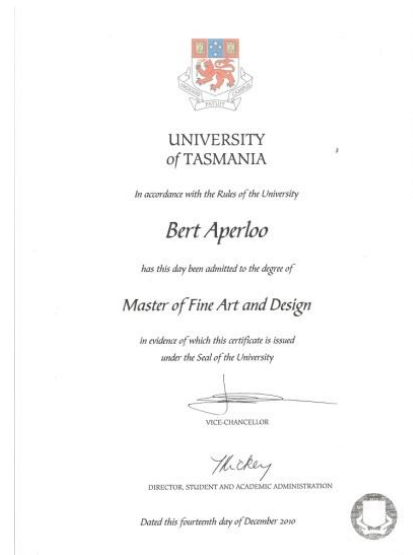 UNIVERSITY
of TASMANIA
In accordance with the Rules of the University
Bert Aperloo
has this day been admitted to the degree of
Master of Fine Art and Design
in evidence of which this certificate is issued
under the Seal of the University
VICE-CHANCELLOR
DIRECTOR, STUDENT AND ACADEMIC ADMINISTRATION
Dated this fourteenth day of December 2010